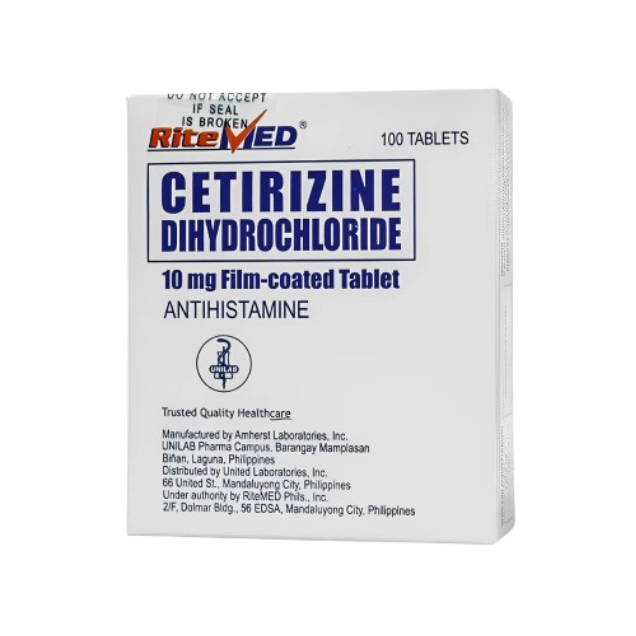 DO NOT ACCEPT
IF SEAL
IS BROKEN
RiteMED®
100 TABLETS
CETIRIZINE
DIHYDROCHLORIDE
10 mg Film-coated Tablet
ANTIHISTAMINE
UNILAB
Trusted Quality Healthcare
Manufactured by Amherst Laboratories, Inc.
UNILAB Pharma Campus, Barangay Mamplasan
Biñan, Laguna, Philippines
Distributed by United Laboratories, Inc.
66 United St., Mandaluyong City, Philippines
Under authority by RiteMED Phils., Inc.
2/F, Dolmar Bldg., 56 EDSA, Mandaluyong City, Philippines